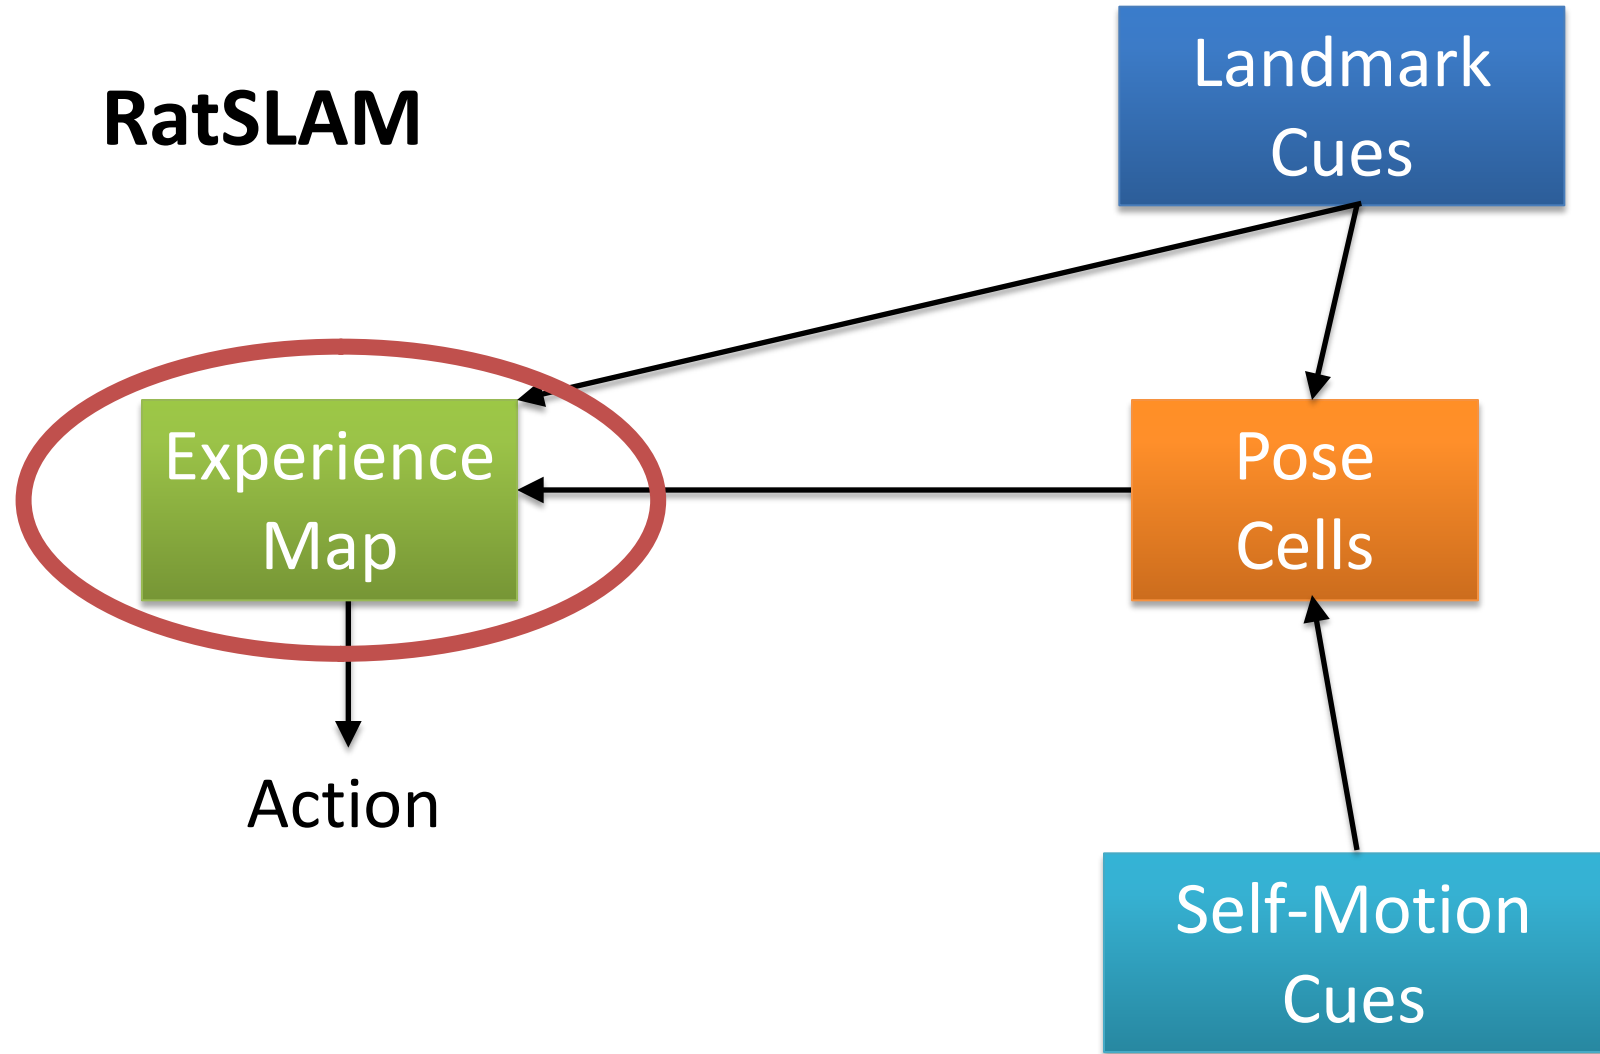 RatSLAM
Landmark
Cues
Experience
Map
Pose
Cells
Action
Self-Motion
Cues